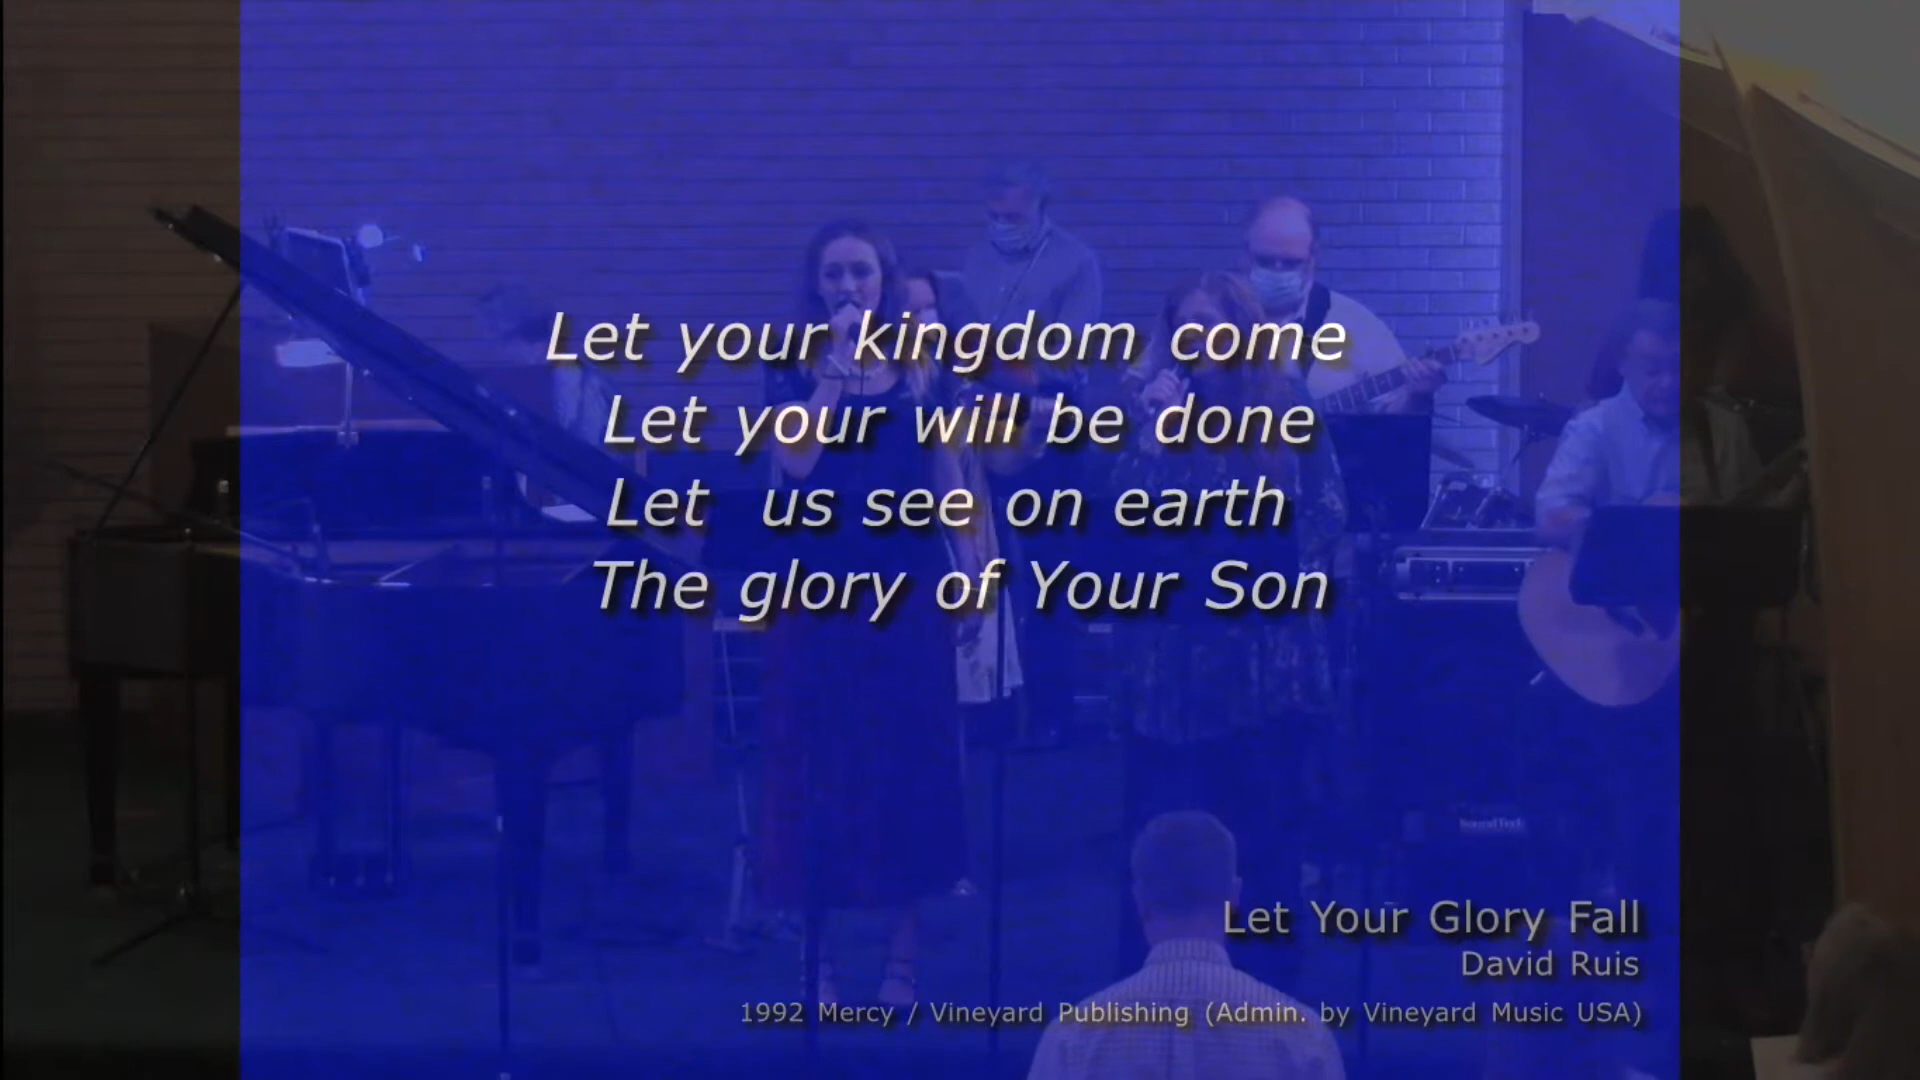 Let your kingdom come
Let your will be done
Let us see on earth
The glory of Your Son
SoundTech
Let Your Glory Fall
David Ruis
1992 Mercy / Vineyard Publishing (Admin. by Vineyard Music USA)